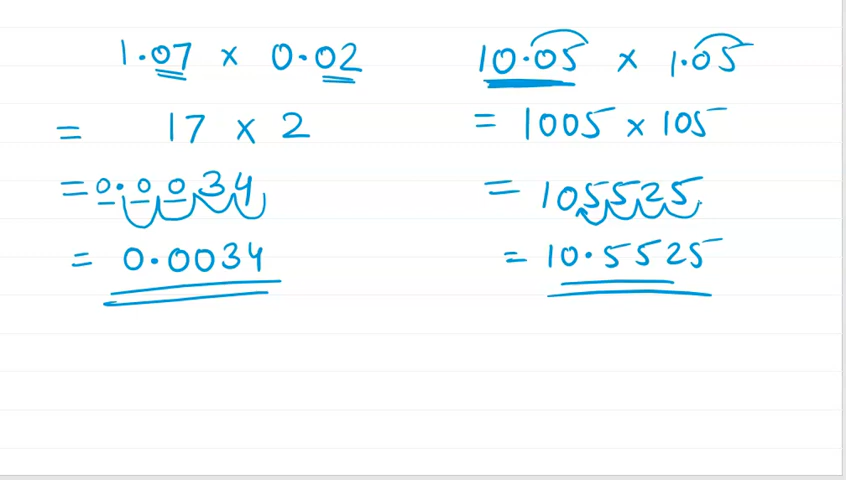 1.07 × 0.02
= 17 × 2
= 0.0034
= 0.0034
10.05 × 1.05
= 1005 × 105
= 105525.
= 10.5525